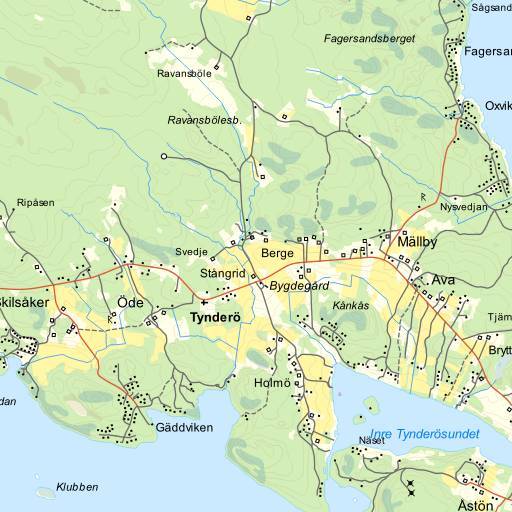 Sågsand
Fagersandsberget
Fagersan
Ravansböle
Oxvik
Ravansbölesb.
Ripåsen
Nysvedjan
Mällby
Svedje
Berge
Stångrid
Bygdegård
Ava
Skilsåker
Öde
Kånkås
Tynderö
Tjäm
Brytt
Holmö
dan
Gäddviken
Inre Tynderösundet
Näset
Klubben
Åstön